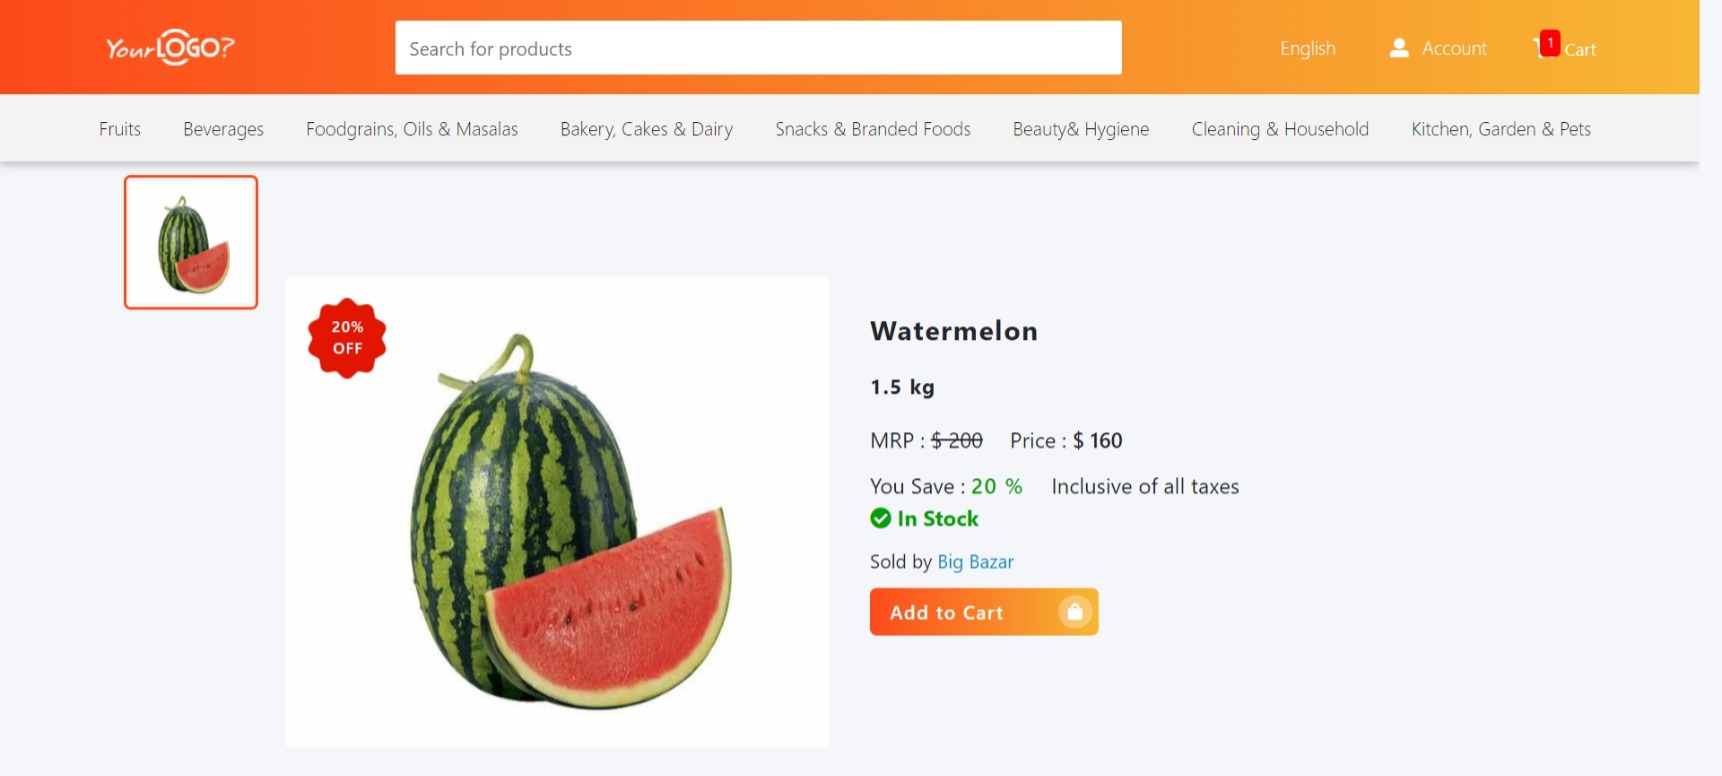 YourLOGO?
Search for products
English
Account
1
Cart
Fruits
Beverages
Foodgrains, Oils & Masalas
Bakery, Cakes & Dairy
Snacks & Branded Foods
Beauty& Hygiene
Cleaning & Household
Kitchen, Garden & Pets
20%
OFF
Watermelon
1.5 kg
MRP : $ 200 Price : $ 160
You Save : 20 % Inclusive of all taxes
In Stock
Sold by Big Bazar
Add to Cart